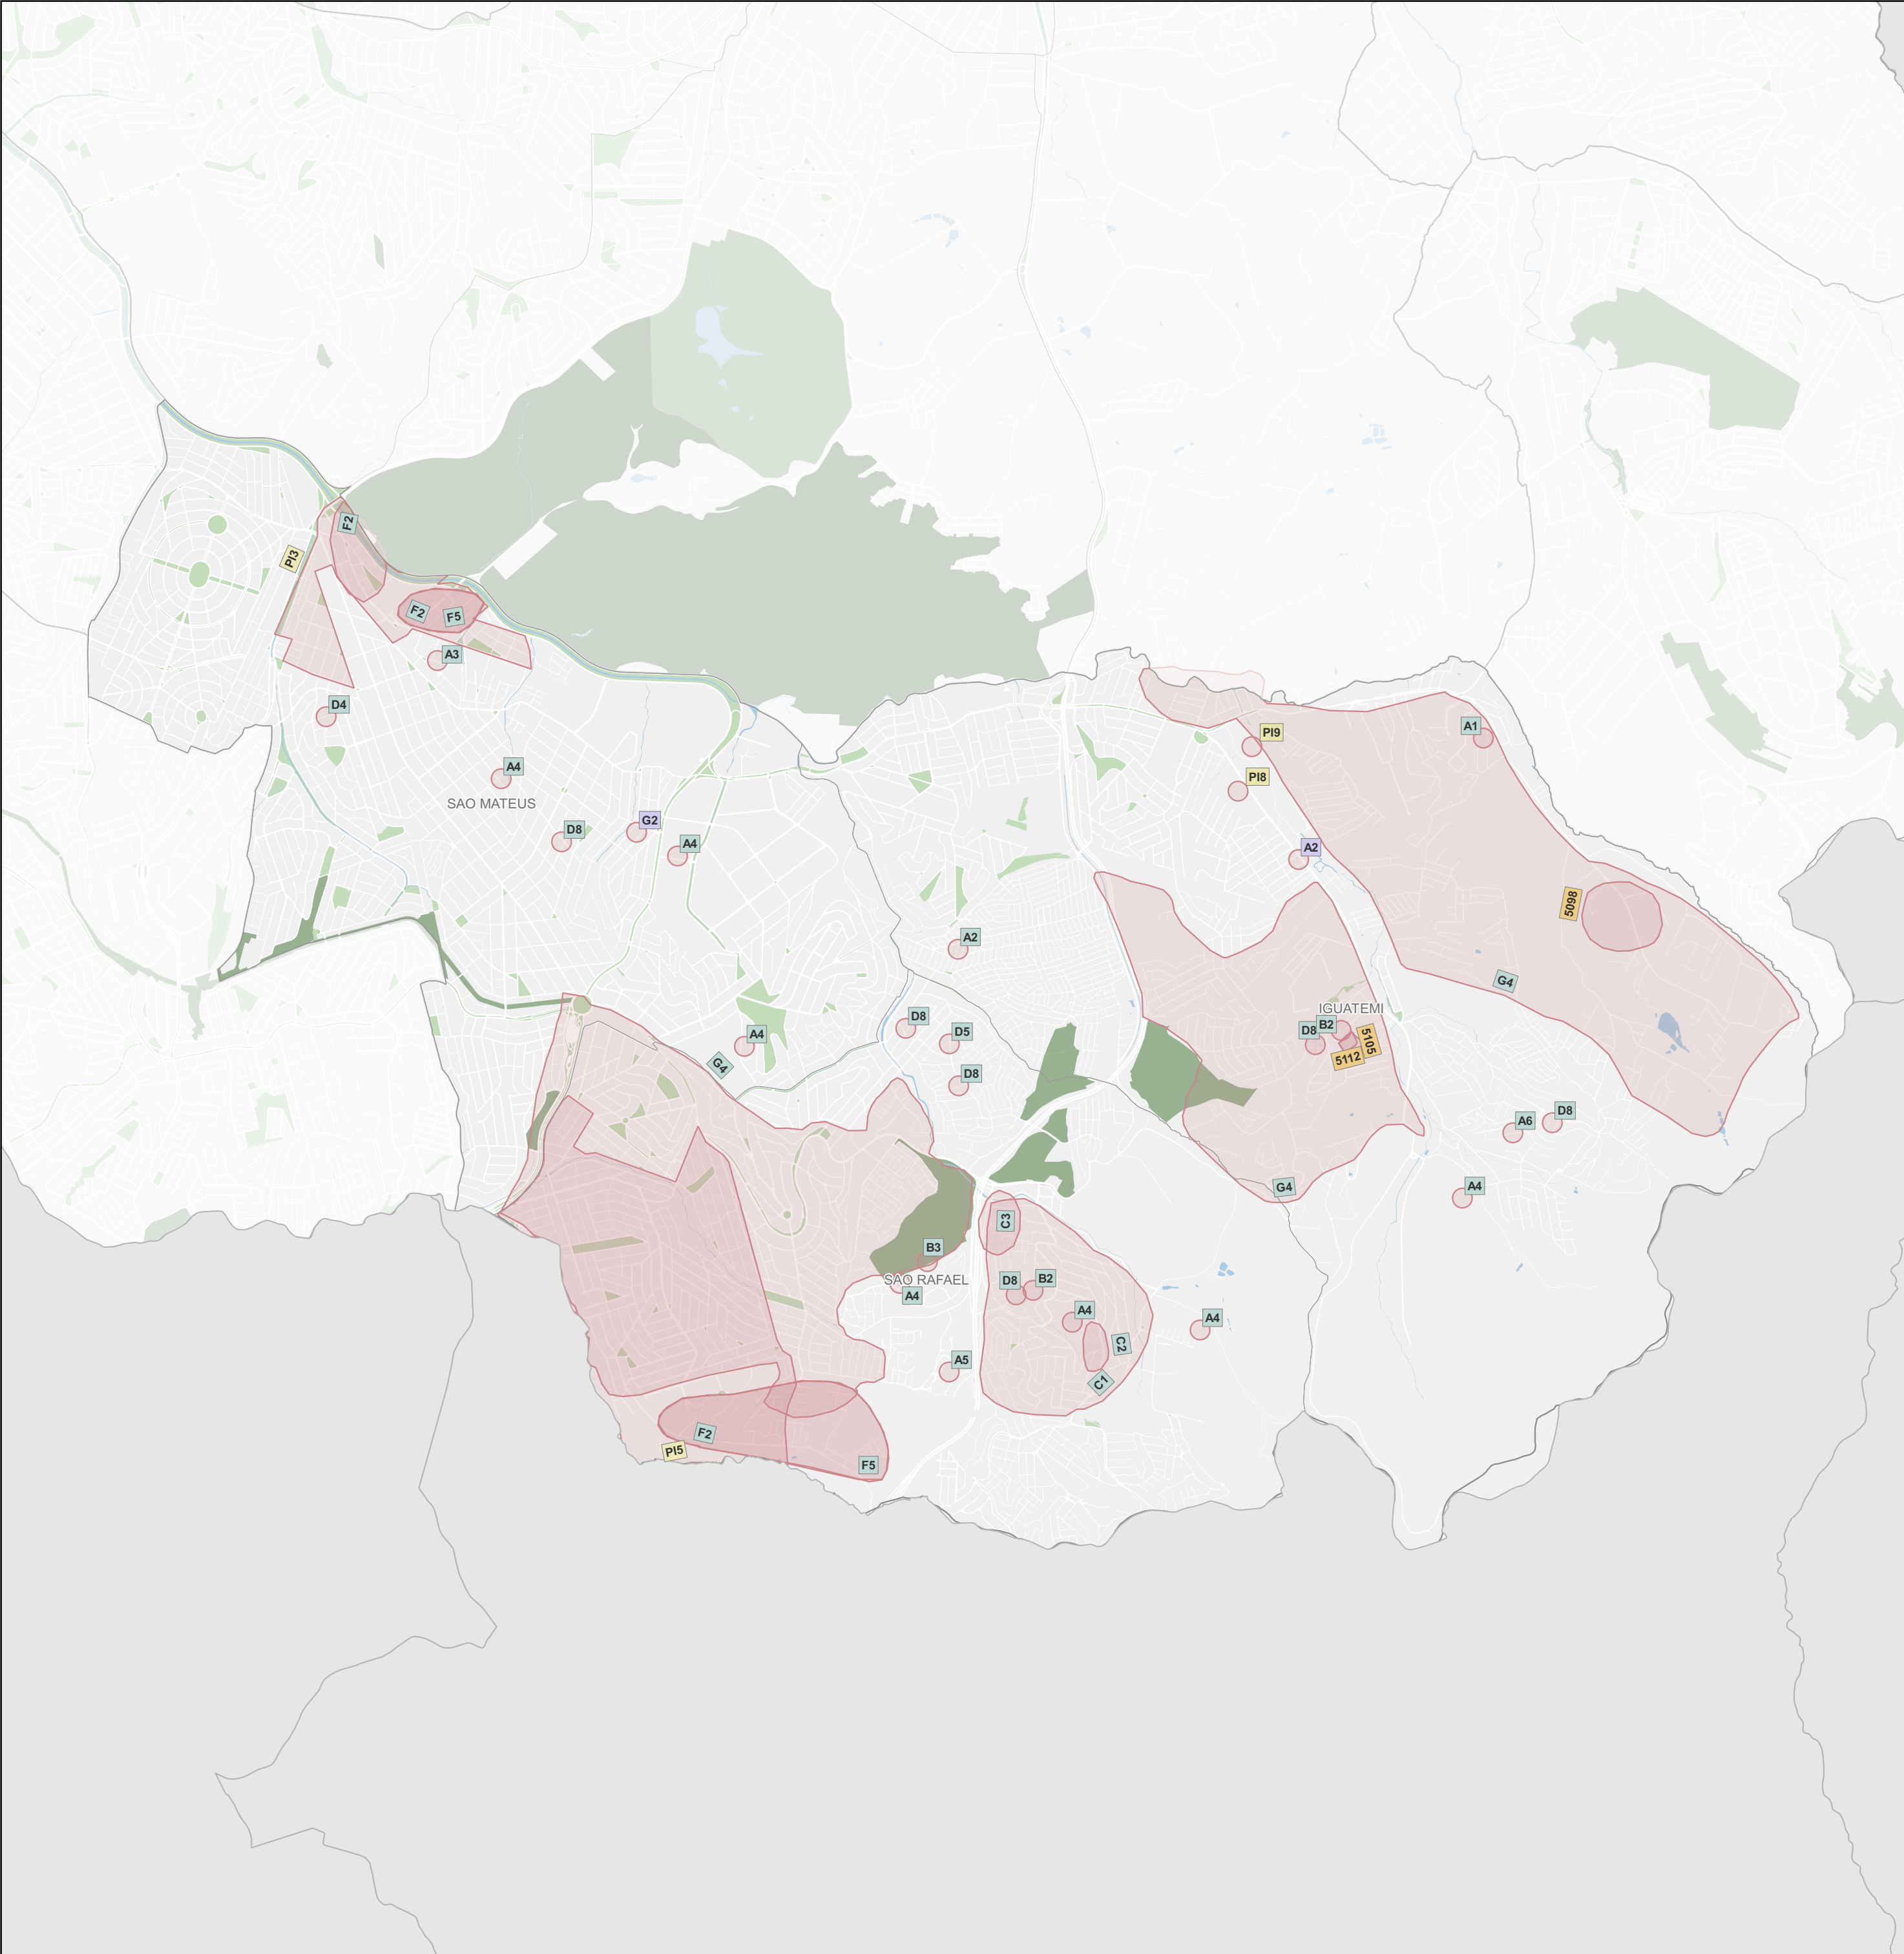 F2
PI3
F2
F5
A3
D4
A4
SAO MATEUS
D8
G2
A4
PI9
A1
PI8
A2
5098
A2
G4
IGUATEMI
D8
D5
A4
G4
D8
B2
D8
5105
5112
A6
D8
G4
A4
C3
B3
SAO RAFAEL
A4
D8
B2
A4
A4
C2
A5
C1
F2
PI5
F5